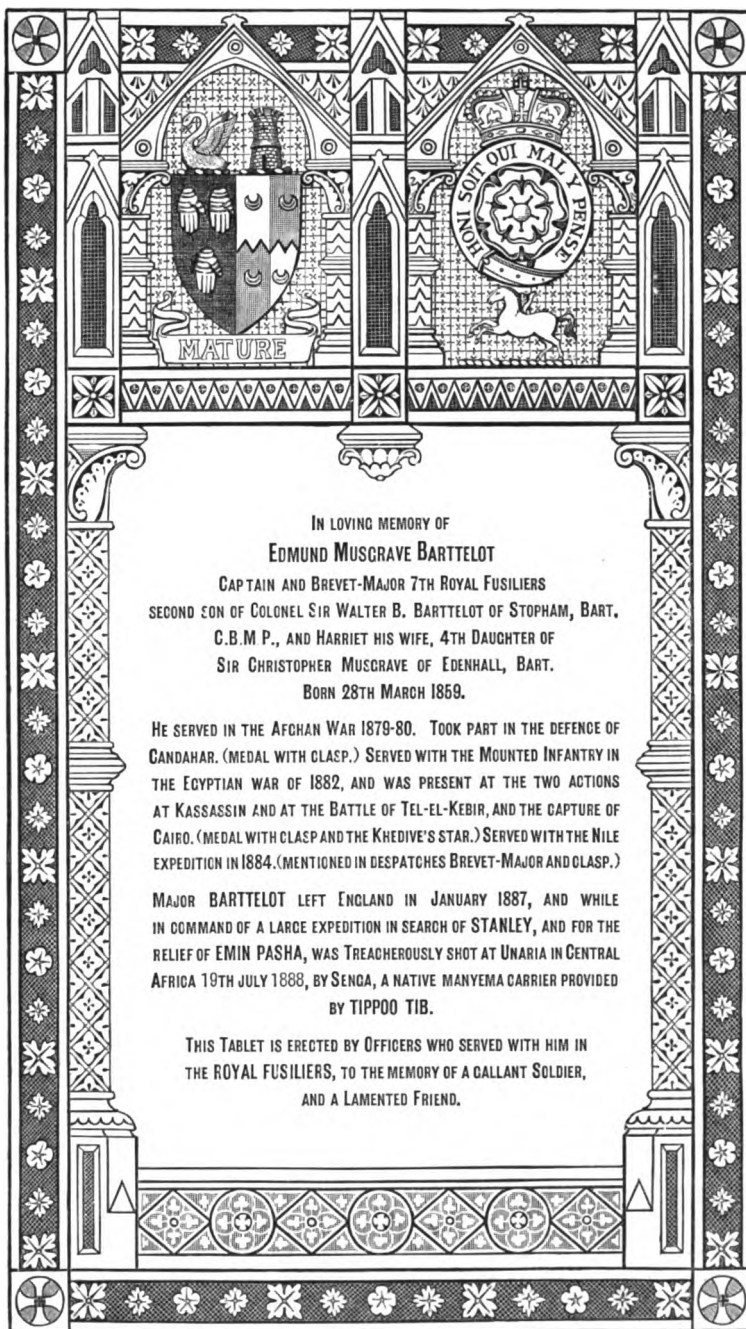 HONI SOIT QUI MAL Y PENSE
MATURE
IN LOVING MEMORY OF
EDMUND MUSGRAVE BARTTELOT
CAPTAIN AND BREVET-MAJOR 7TH ROYAL FUSILIERS
SECOND SON OF COLONEL SIR WALTER B. BARTTELOT OF STOPHAM, BART.
C.B.M P., AND HARRIET HIS WIFE, 4TH DAUGHTER OF
SIR CHRISTOPHER MUSGRAVE OF EDENHALL, BART.
BORN 28TH MARCH 1859.
HE SERVED IN THE AFGHAN WAR 1879-80. TOOK PART IN THE DEFENCE OF
CANDAHAR. (MEDAL WITH CLASP.) SERVED WITH THE MOUNTED INFANTRY IN
THE EGYPTIAN WAR OF 1882, AND WAS PRESENT AT THE TWO ACTIONS
AT KASSASSIN AND AT THE BATTLE OF TEL-EL-KEBIR, AND THE CAPTURE OF
CAIRO. (MEDAL WITH CLASP AND THE KHEDIVE'S STAR.) SERVED WITH THE NILE
EXPEDITION IN 1884. (MENTIONED IN DESPATCHES BREVET-MAJOR AND CLASP.)
MAJOR BARTTELOT LEFT ENGLAND IN JANUARY 1887, AND WHILE
IN COMMAND OF A LARGE EXPEDITION IN SEARCH OF STANLEY, AND FOR THE
RELIEF OF EMIN PASHA, WAS TREACHEROUSLY SHOT AT UNARIA IN CENTRAL
AFRICA 19TH JULY 1888, BY SENGA, A NATIVE MANYEMA CARRIER PROVIDED
BY TIPPOO TIB.
THIS TABLET IS ERECTED BY OFFICERS WHO SERVED WITH HIM IN
THE ROYAL FUSILIERS, TO THE MEMORY OF A GALLANT SOLDIER,
AND A LAMENTED FRIEND.